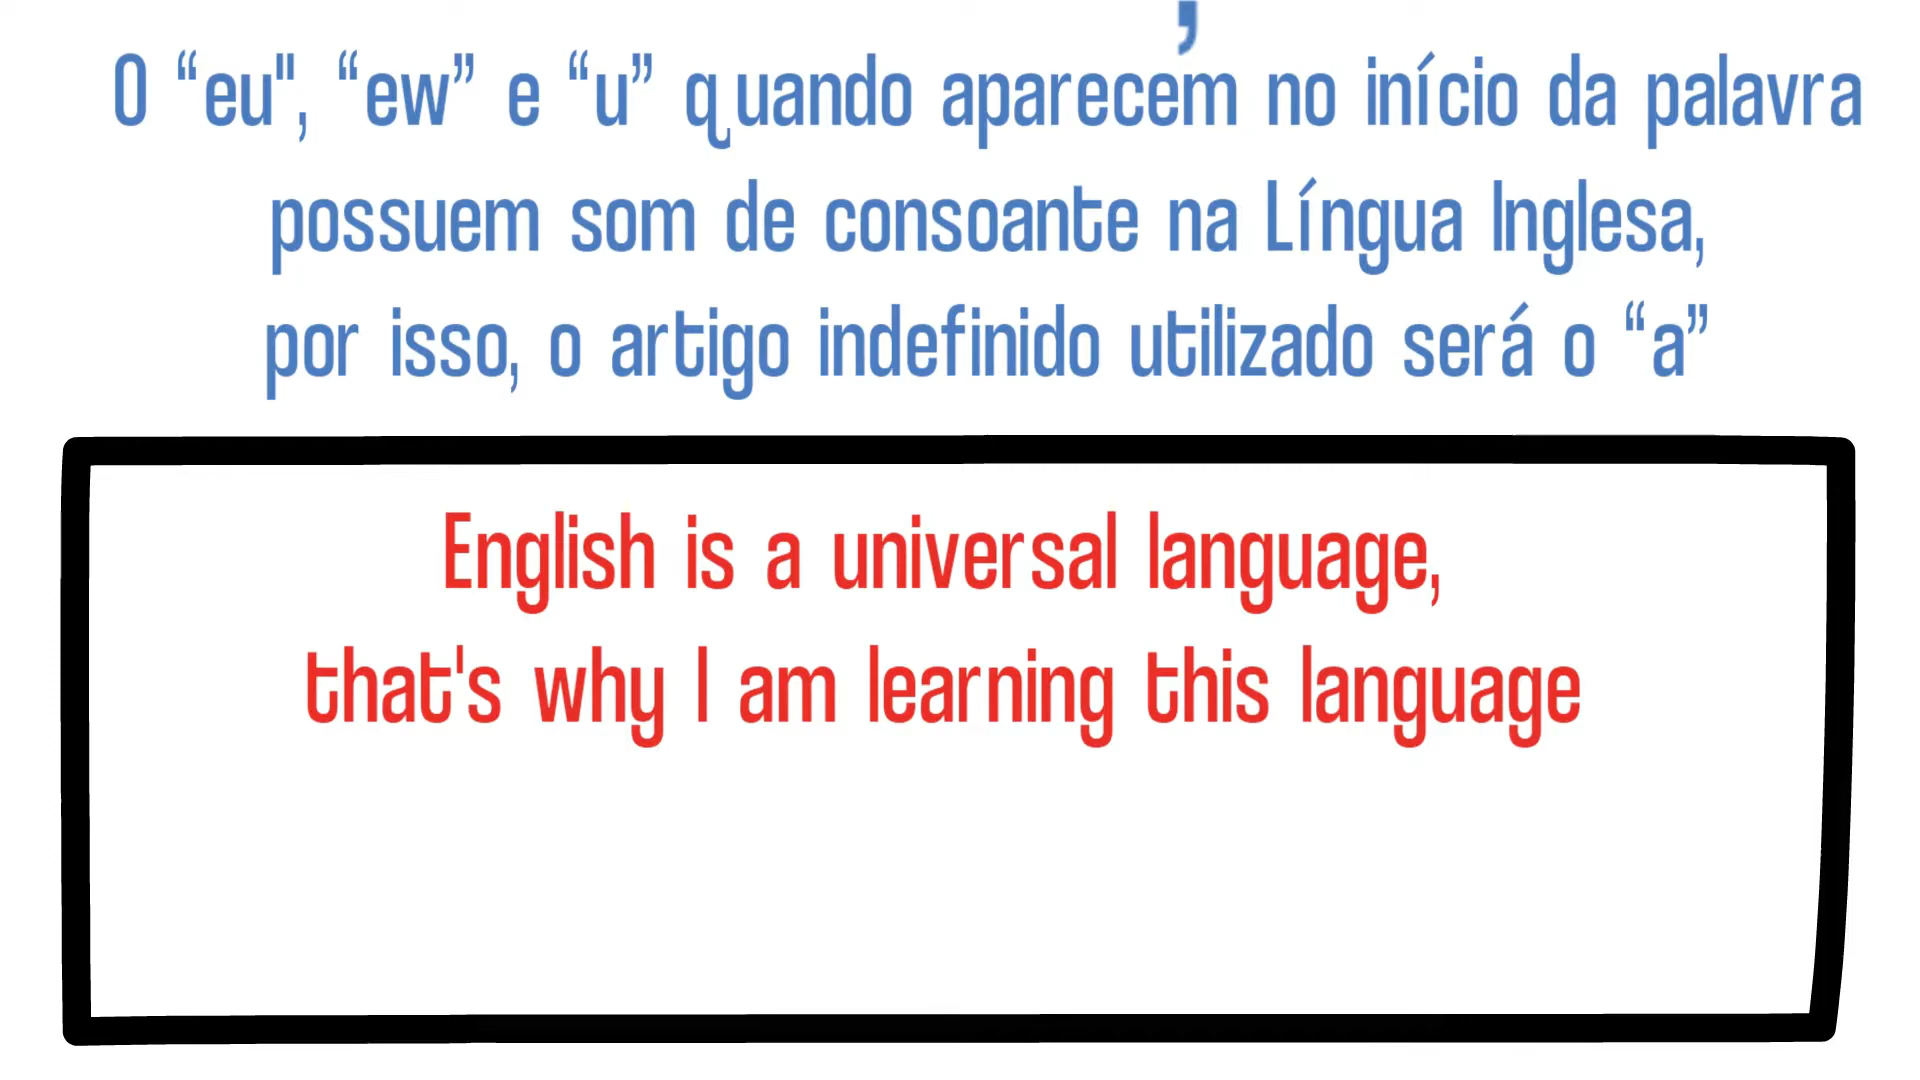 O “eu", “ew” e “u” quando aparecem no início da palavra
possuem som de consoante na Língua Inglesa,
por isso, o artigo indefinido utilizado será o “a”
English is a universal language,
that's why I am learning this language